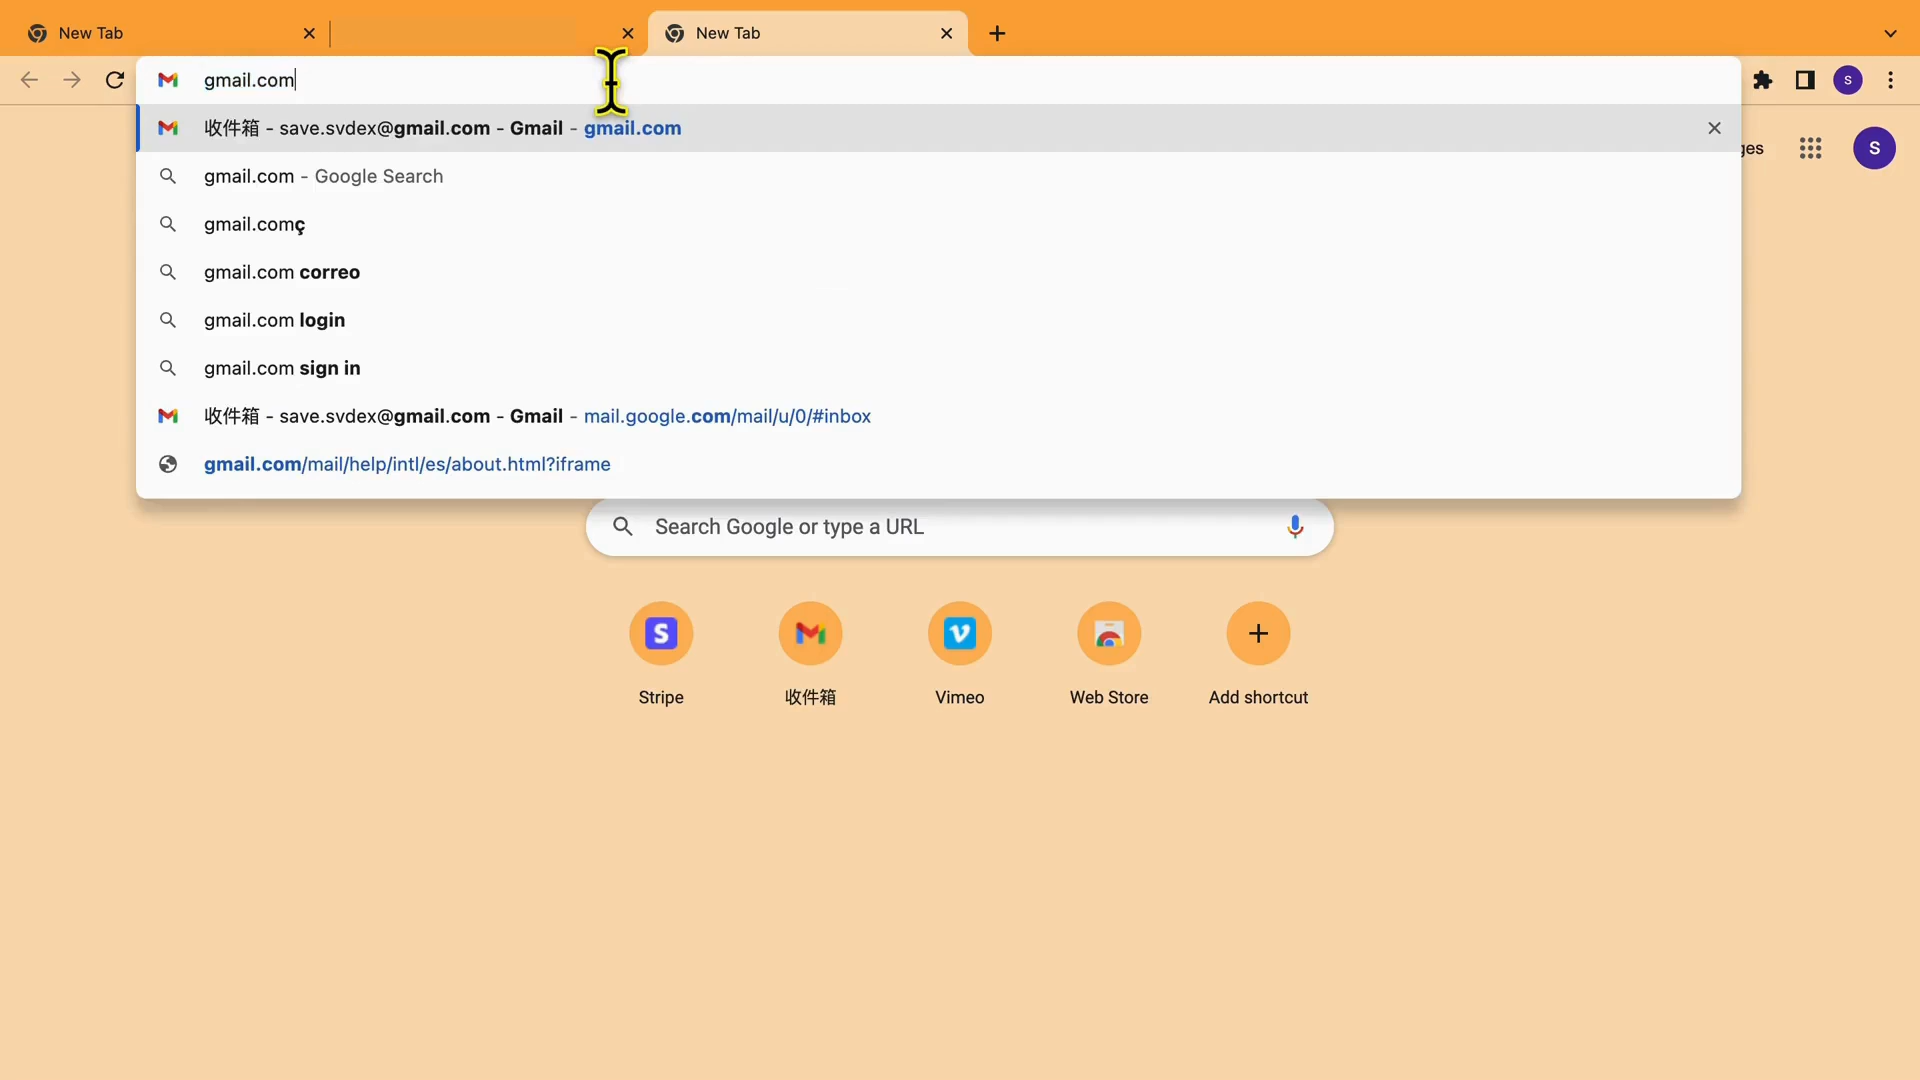 New Tab
New Tab
gmail.com
收件箱 - save.svdex@gmail.com - Gmail - gmail.com
gmail.com - Google Search
gmail.comç
gmail.com correo
gmail.com login
gmail.com sign in
收件箱 - save.svdex@gmail.com - Gmail - mail.google.com/mail/u/0/#inbox
gmail.com/mail/help/intl/es/about.html?iframe
S
ges
S
Search Google or type a URL
S
Stripe
收件箱
Vimeo
Web Store
Add shortcut